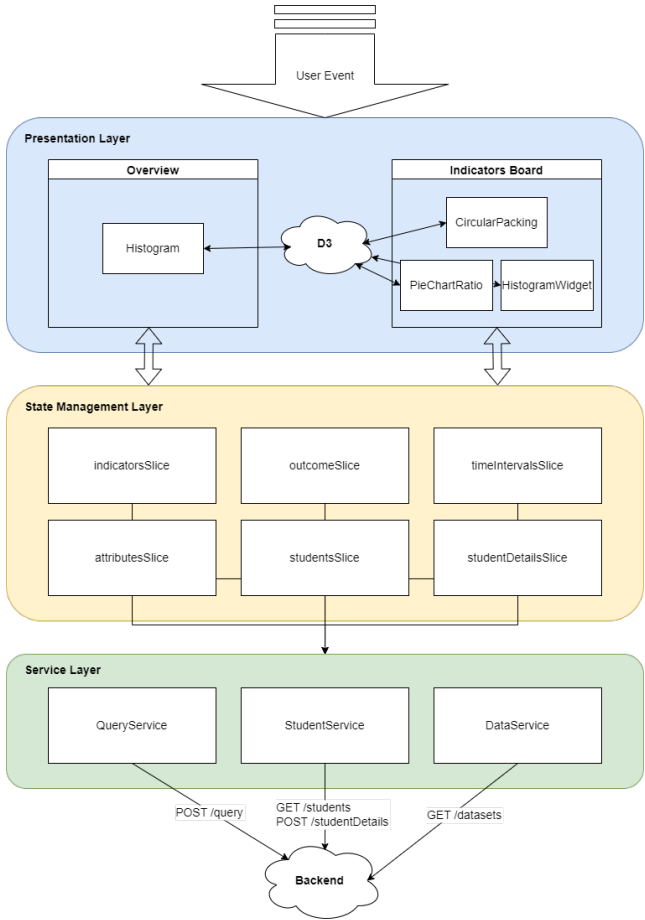 User Event
Presentation Layer
Overview
Indicators Board
CircularPacking
Histogram
D3
PieChartRatio
HistogramWidget
State Management Layer
indicatorsSlice
outcomeSlice
timeIntervalsSlice
attributesSlice
studentsSlice
studentDetailsSlice
Service Layer
QueryService
StudentService
DataService
POST /query
GET /students
POST /studentDetails
GET /datasets
Backend